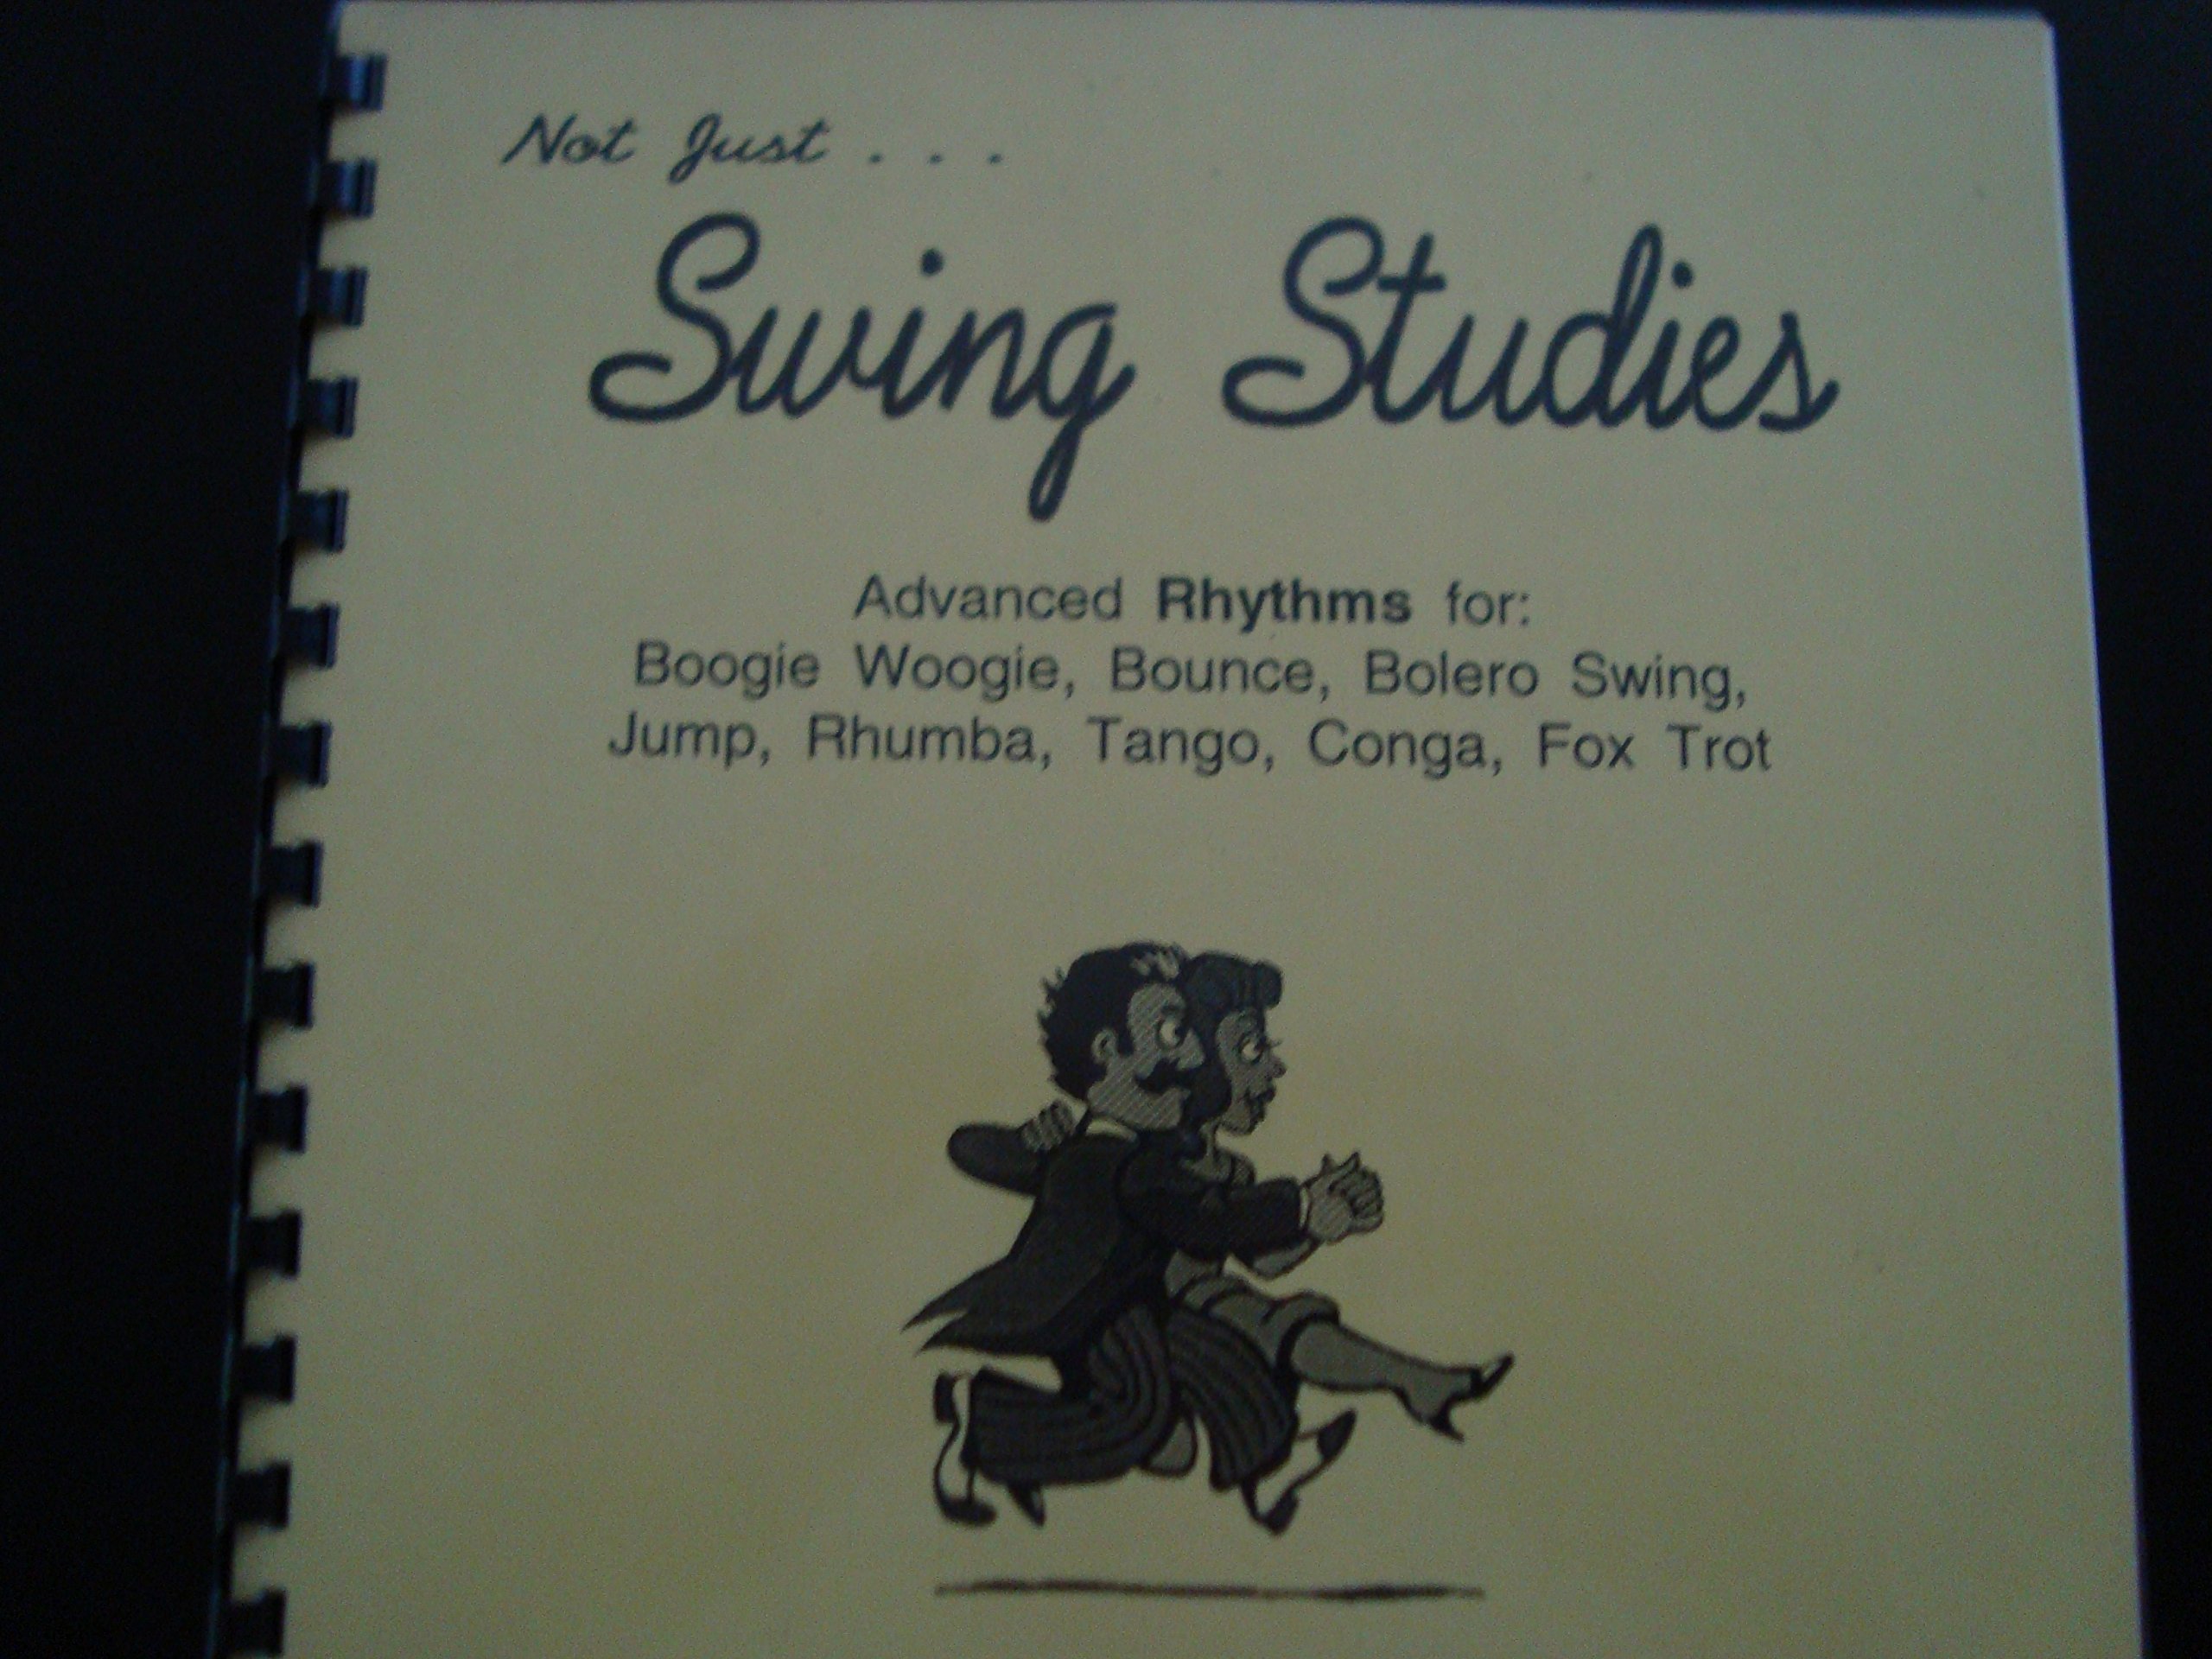 Not Just . . .
Swing Studies
Advanced Rhythms for:
Boogie Woogie, Bounce, Bolero Swing,
Jump, Rhumba, Tango, Conga, Fox Trot